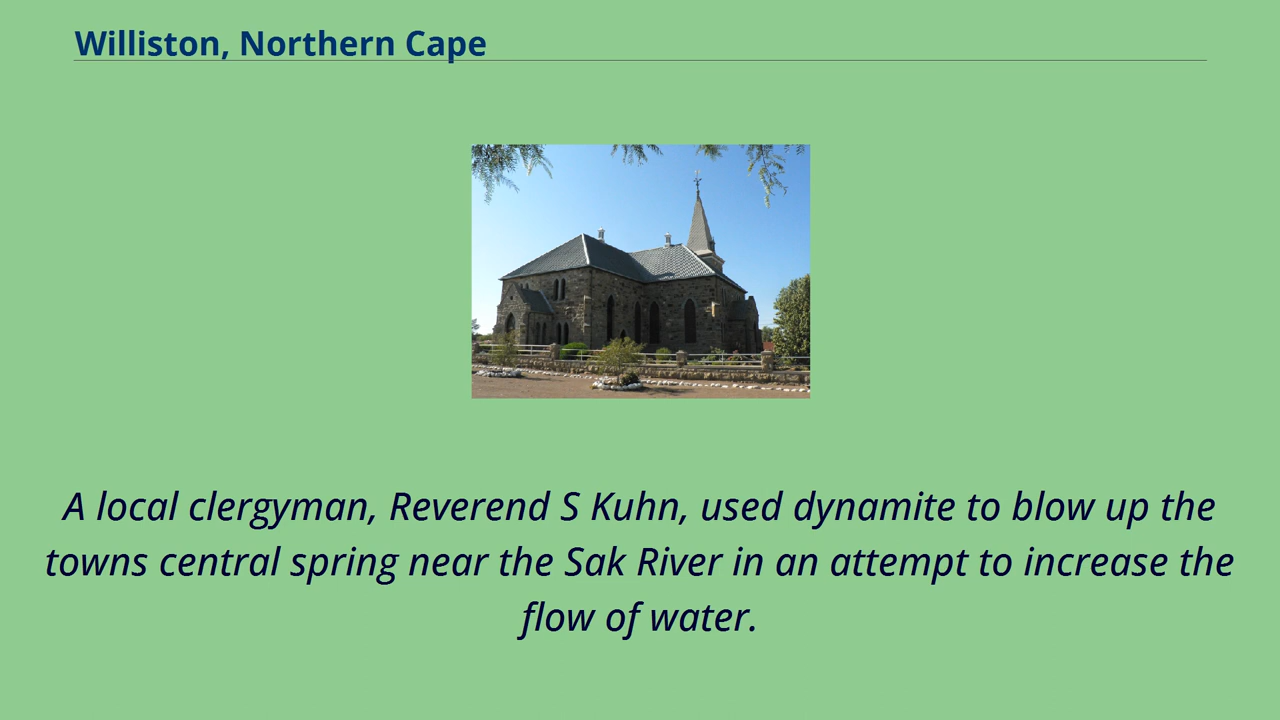 Williston, Northern Cape
A local clergyman, Reverend S Kuhn, used dynamite to blow up the
towns central spring near the Sak River in an attempt to increase the
flow of water.